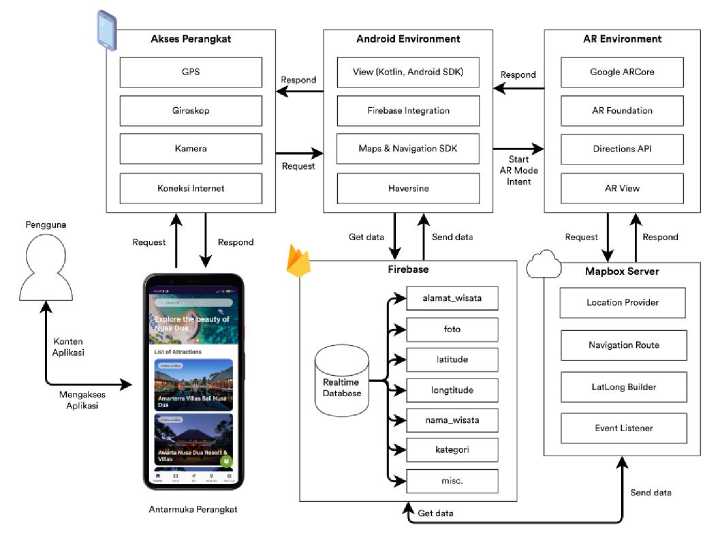 Akses Perangkat
GPS
Giroskop
Kamera
Koneksi Internet
Respond
Request
Android Environment
View (Kotlin, Android SDK)
Firebase Integration
Maps & Navigation SDK
Haversine
Respond
Start
AR Mode
Intent
AR Environment
Google ARCore
AR Foundation
Directions API
AR View
Pengguna
Request
Respond
Get data
Send data
Request
Respond
Konten
Aplikasi
Mengakses
Aplikasi
Explore the beauty of
Nusa Dua
List of Attractions
Amarterra Villas Bali Nusa
Dua
Awarta Nusa Dua Resort &
Villas
Antarmuka Perangkat
Firebase
Realtime
Database
alamat_wisata
foto
latitude
longtitude
nama_wisata
kategori
misc.
Mapbox Server
Location Provider
Navigation Route
LatLong Builder
Event Listener
Get data
Send data